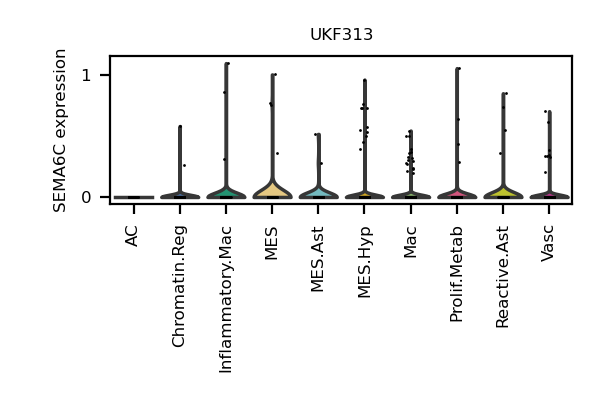 UKF313
SEMA6C expression
1
0
AC
Chromatin.Reg
Inflammatory.Mac
MES
MES.Ast
MES.Hyp
Mac
Prolif.Metab
Reactive.Ast
Vasc